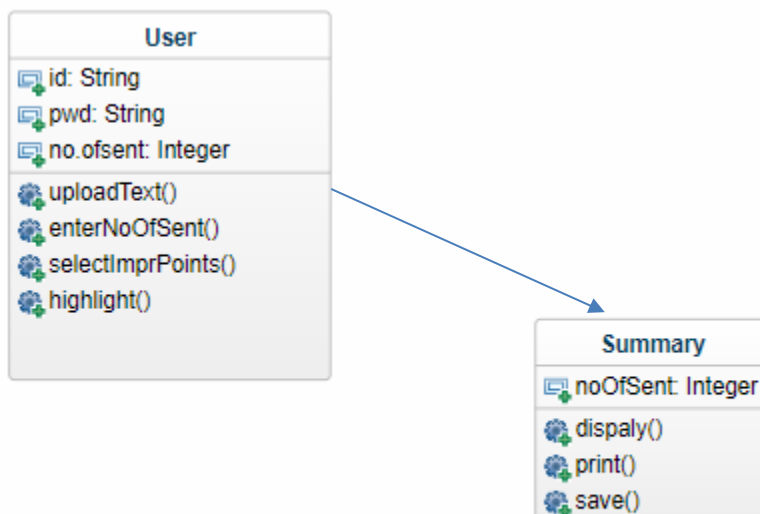 User
id: String
pwd: String
no.ofsent: Integer
uploadText()
enterNoOfSent()
selectImprPoints()
highlight()
Summary
noOfSent: Integer
dispaly()
print()
save()